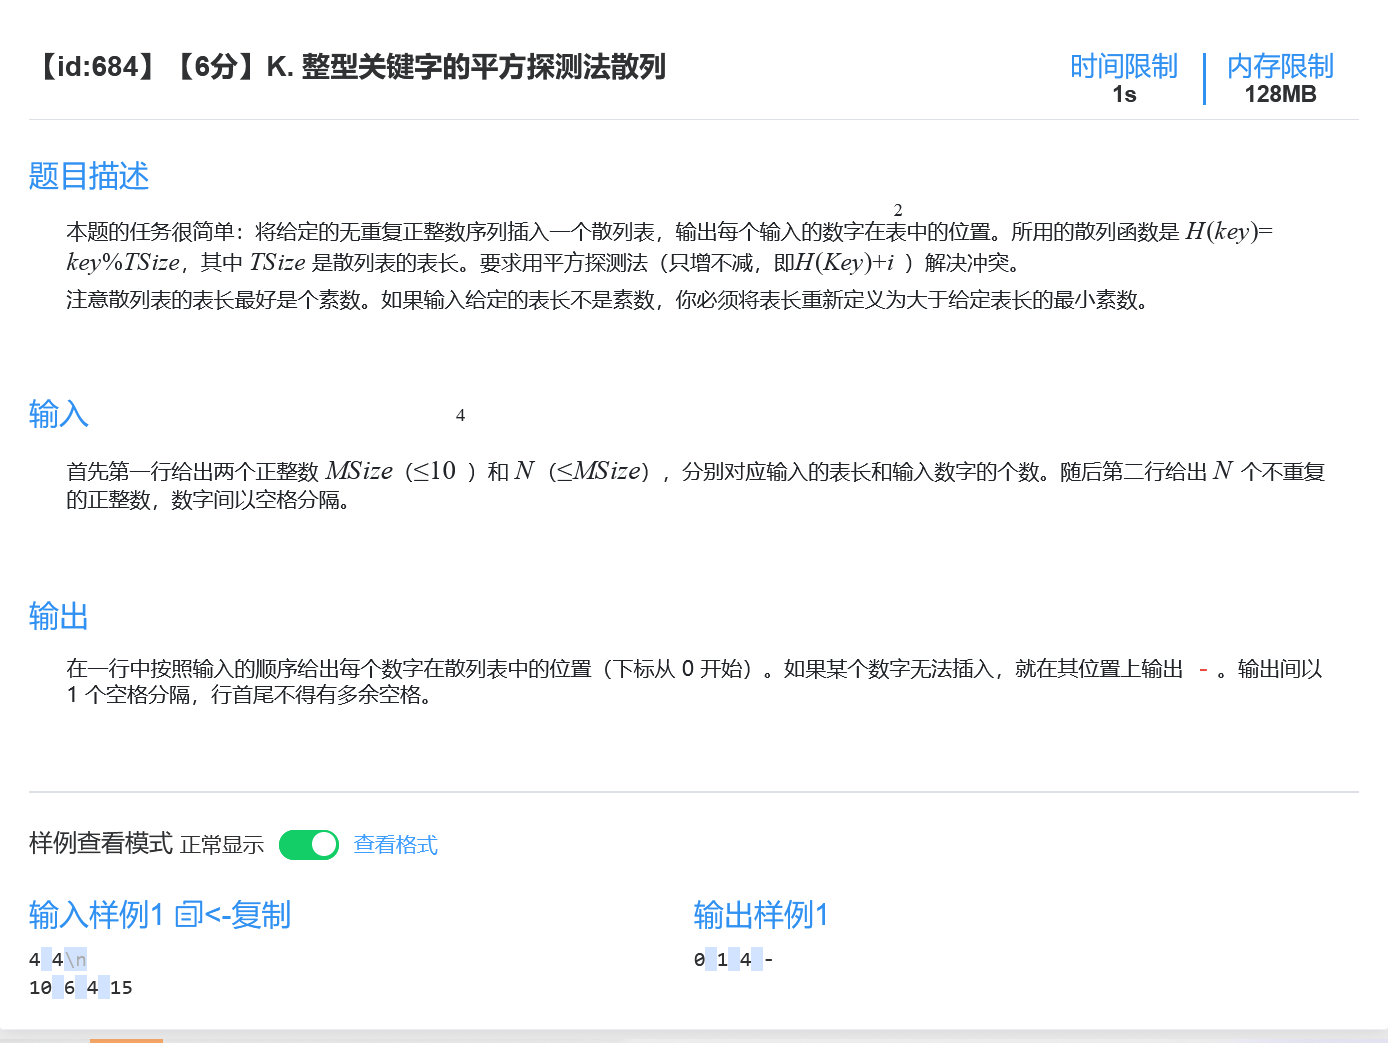 【id:684】【6分】K. 整型关键字的平方探测法散列
时间限制
1s
内存限制
128MB
题目描述
本题的任务很简单：将给定的无重复正整数序列插入一个散列表，输出每个输入的数字在表中的位置。所用的散列函数是 H(key)=
key%TSize，其中 TSize 是散列表的表长。要求用平方探测法（只增不减，即H(Key)+i 2 ）解决冲突。
注意散列表的表长最好是个素数。如果输入给定的表长不是素数，你必须将表长重新定义为大于给定表长的最小素数。
输入
首先第一行给出两个正整数 MSize（≤10 4 ）和 N（≤MSize），分别对应输入的表长和输入数字的个数。随后第二行给出 N 个不重复
的正整数，数字间以空格分隔。
输出
在一行中按照输入的顺序给出每个数字在散列表中的位置（下标从 0 开始）。如果某个数字无法插入，就在其位置上输出 - 。输出间以
1 个空格分隔，行首尾不得有多余空格。
样例查看模式 正常显示 查看格式
输入样例1 <-复制
4 4\n
10 6 4 15
输出样例1
0 1 4 -